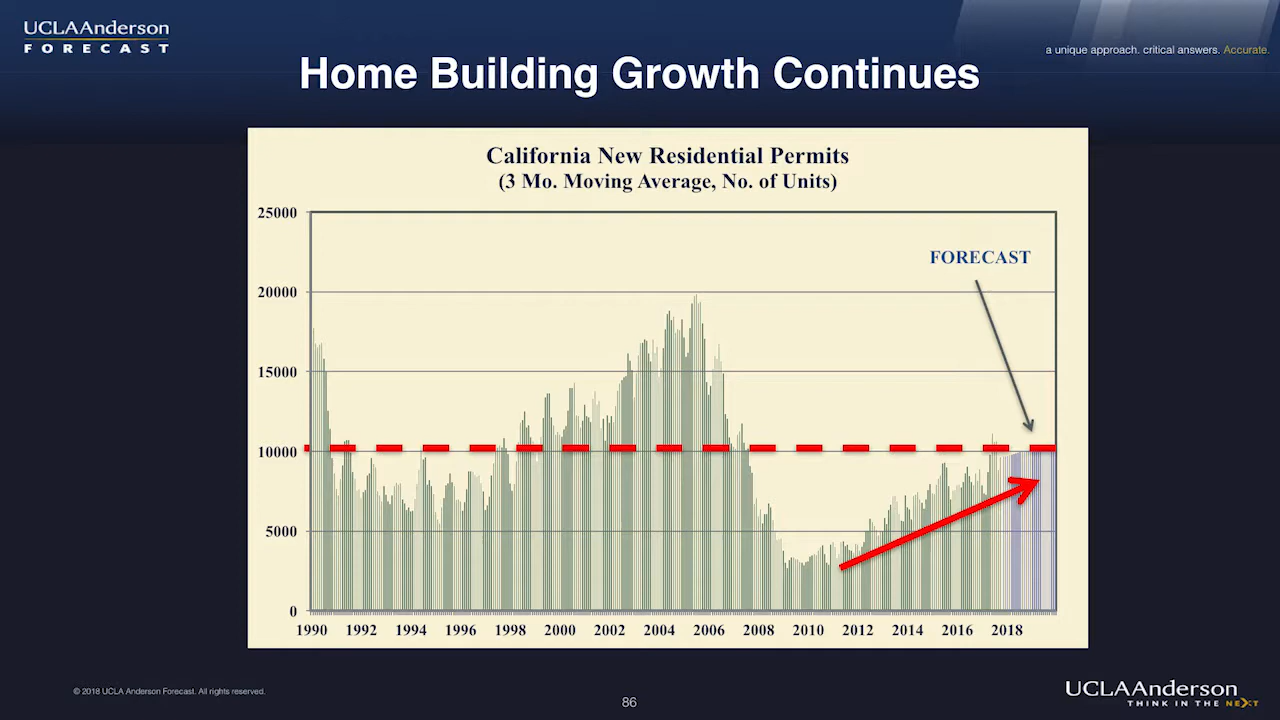 UCLAAnderson
FORECAST
a unique approach. critical answers. Accurate.
Home Building Growth Continues
California New Residential Permits
(3 Mo. Moving Average, No. of Units)
25000
20000
15000
10000
5000
0
FORECAST
1990 1992 1994 1996 1998 2000 2002 2004 2006 2008 2010 2012 2014 2016 2018
© 2018 UCLA Anderson Forecast. All rights reserved.
86
UCLAAnderson
THINK IN THE NEXT